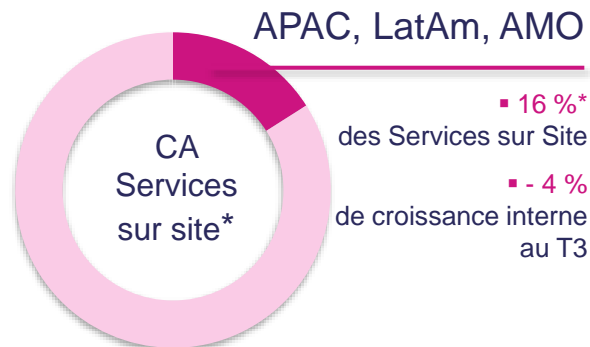 APAC, LatAm, AMO
▪ 16 %*
des Services sur Site
▪ - 4 %
de croissance interne
au T3
CA
Services
sur site*